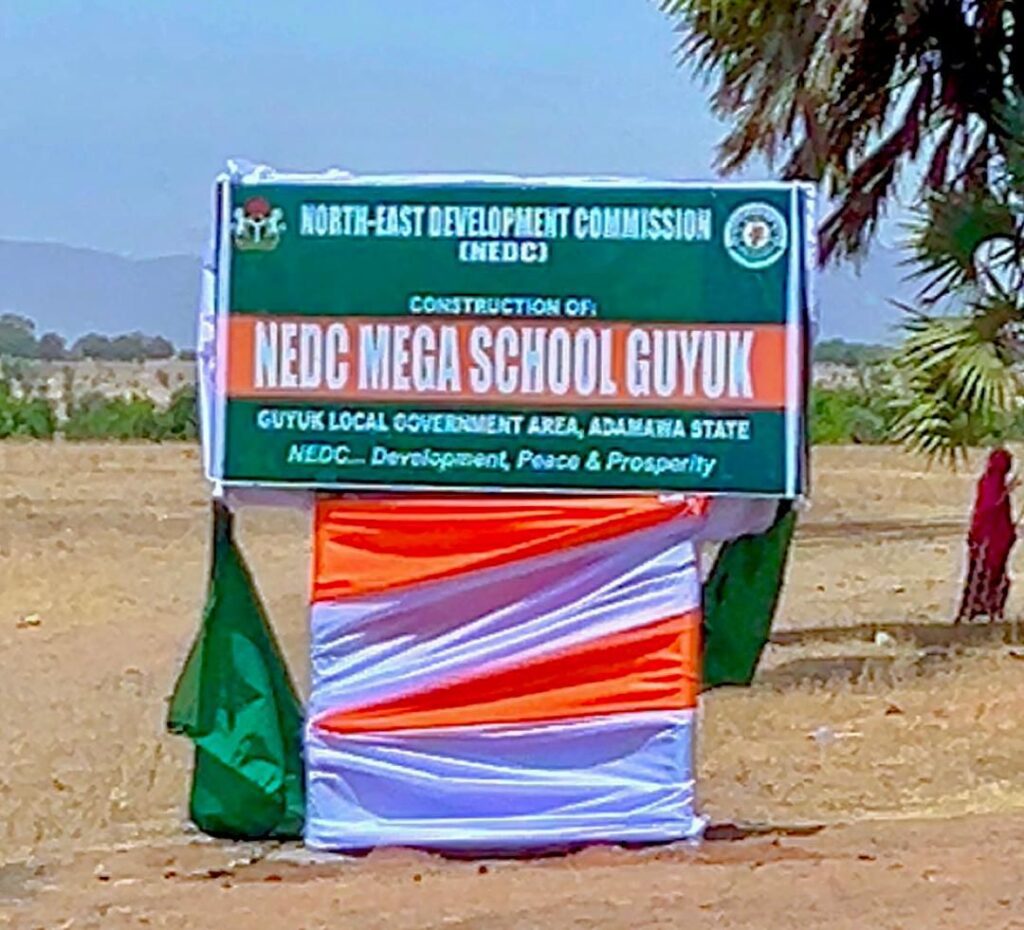 NORTH-EAST DEVELOPMENT COMMISSION
(NEDC)
CONSTRUCTION OF:
NEDC MEGA SCHOOL GUYUK
GUYUK LOCAL GOVERNMENT AREA, ADAMAWA STATE
NEDC... Development, Peace & Prosperity